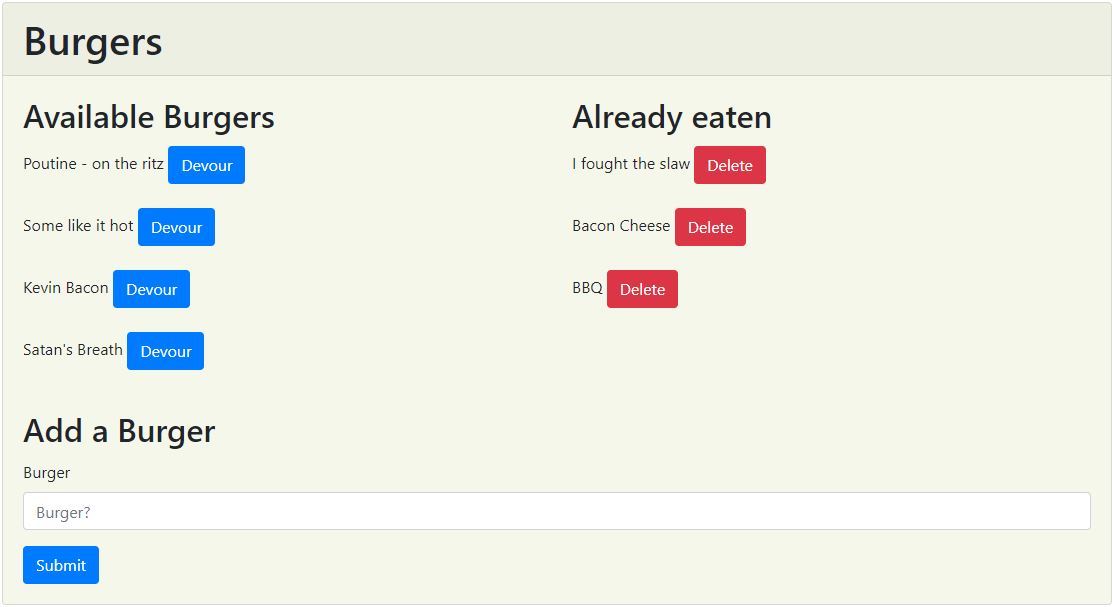 Burgers
Available Burgers
Poutine - on the ritz Devour
Some like it hot Devour
Kevin Bacon Devour
Satan's Breath Devour
Already eaten
I fought the slaw Delete
Bacon Cheese Delete
BBQ Delete
Add a Burger
Burger
Burger?
Submit